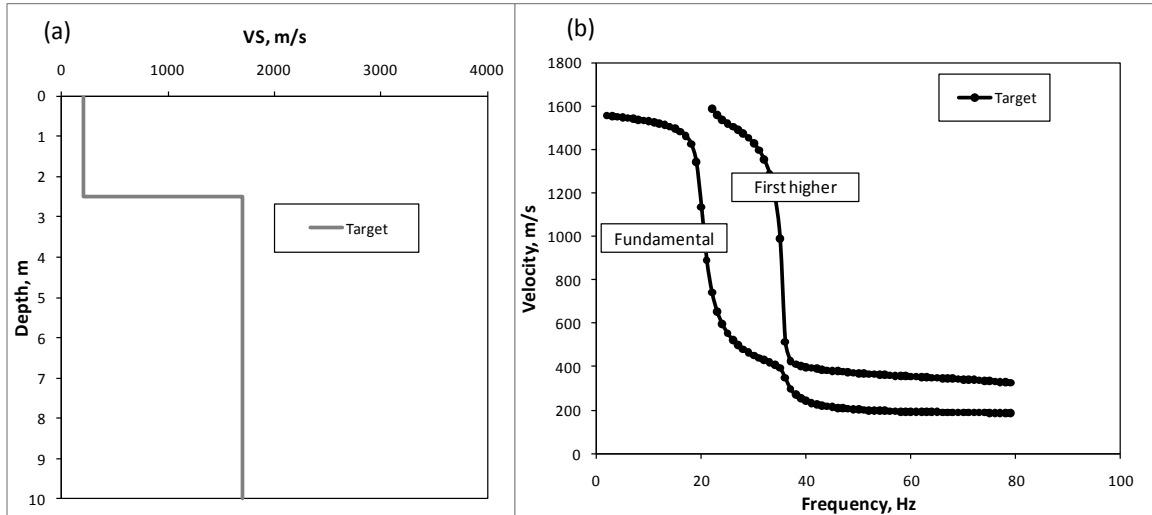 (a)
VS, m/s
0 1000 2000 3000 4000
0
1
2
3
4
5
6
7
8
9
10
Depth, m
Target
(b)
1800
1600
1400
1200
1000
800
600
400
200
0
Velocity, m/s
Target
First higher
Fundamental
0 20 40 60 80 100
Frequency, Hz